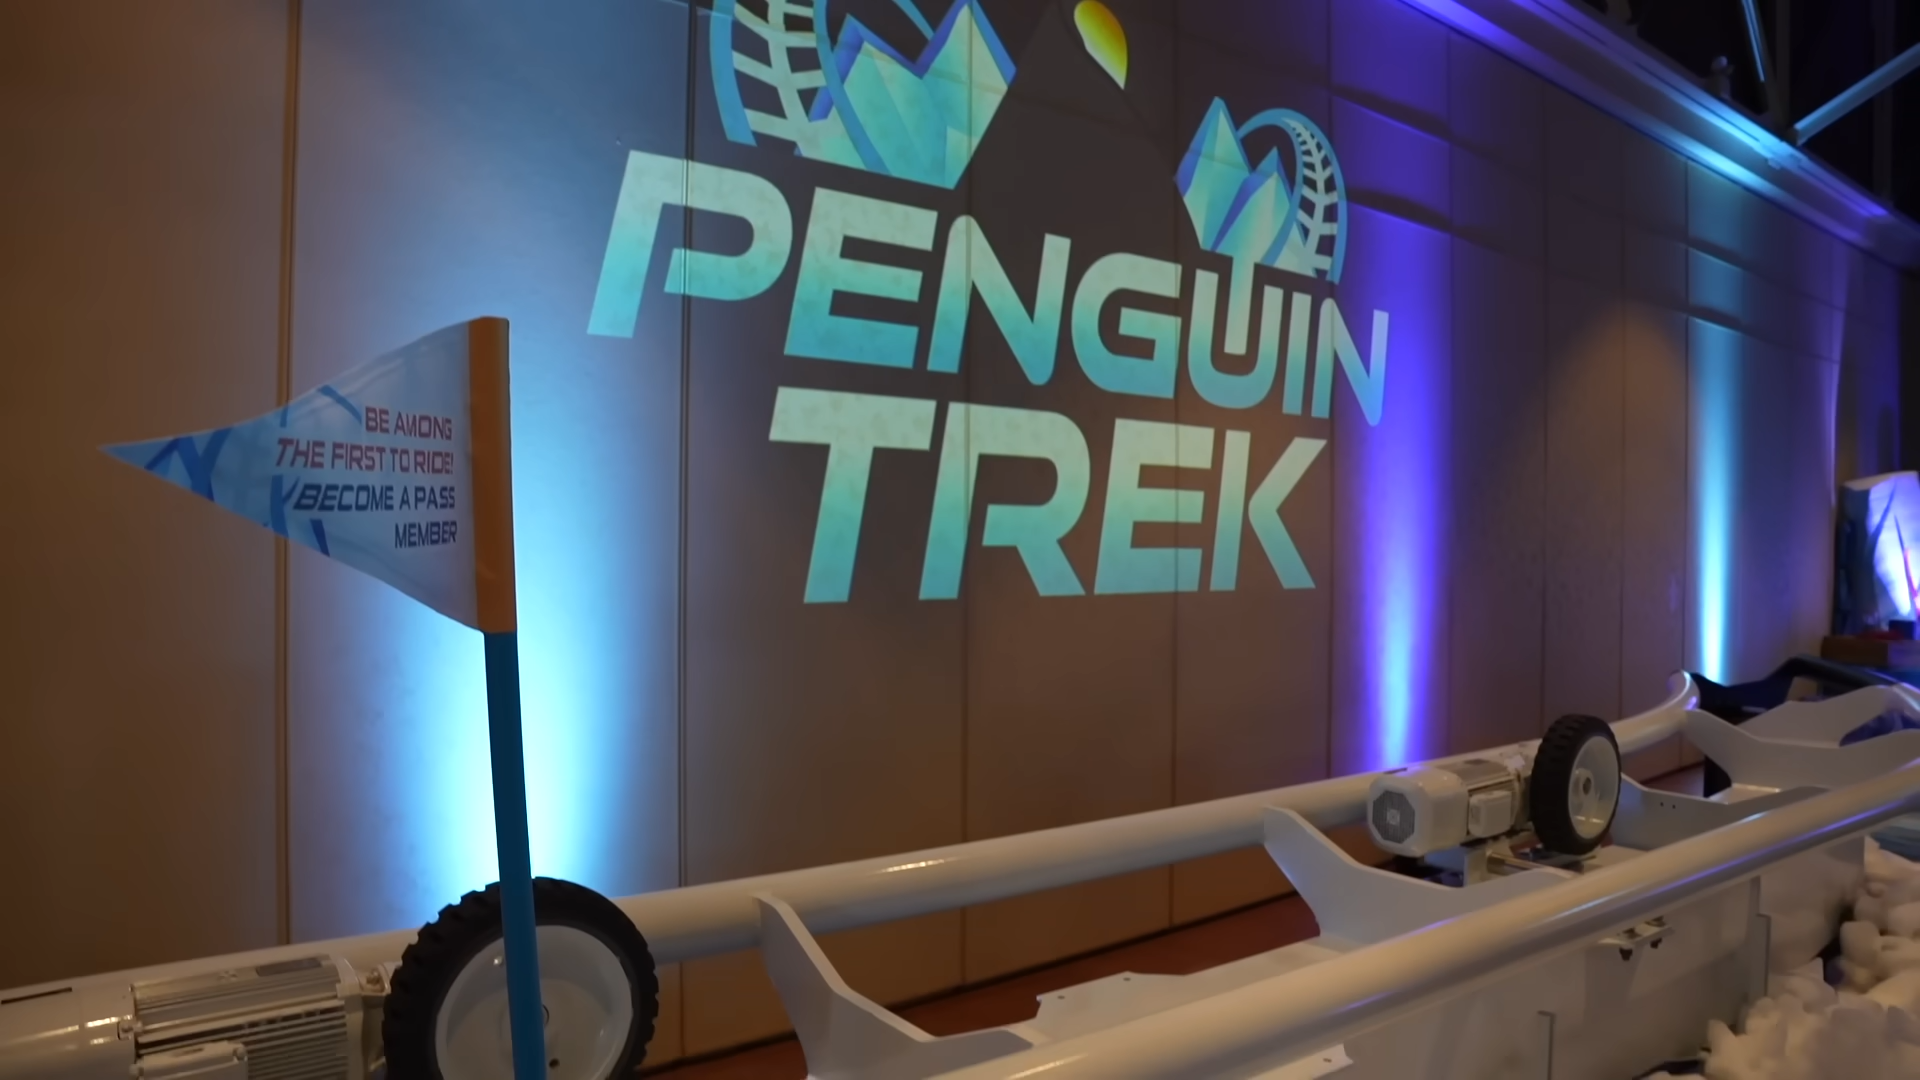 PENGUIN
TREK
BE AMONG
THE FIRST TO RIDE!
BECOME A PASS
MEMBER